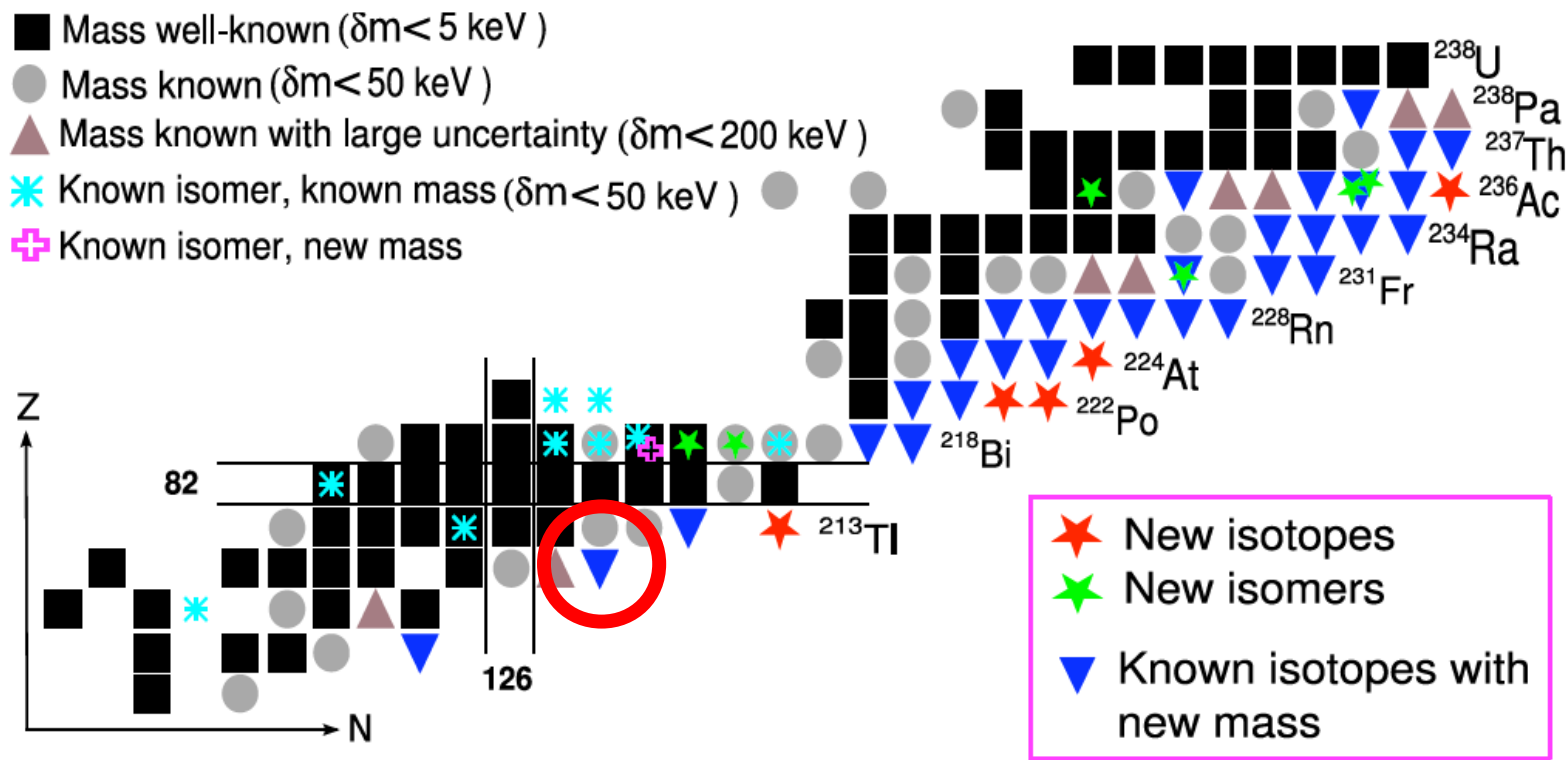 Mass well-known (δm< 5 keV )
Mass known (δm< 50 keV )
Mass known with large uncertainty (δm< 200 keV )
Known isomer, known mass (δm< 50 keV )
Known isomer, new mass
²³⁸U
²³⁸Pa
²³⁷Th
²³⁶Ac
²³⁴Ra
²³¹Fr
²²⁸Rn
²²⁴At
²²²Po
²¹⁸Bi
²¹³Tl
Z
82
126
N
New isotopes
New isomers
Known isotopes with
new mass